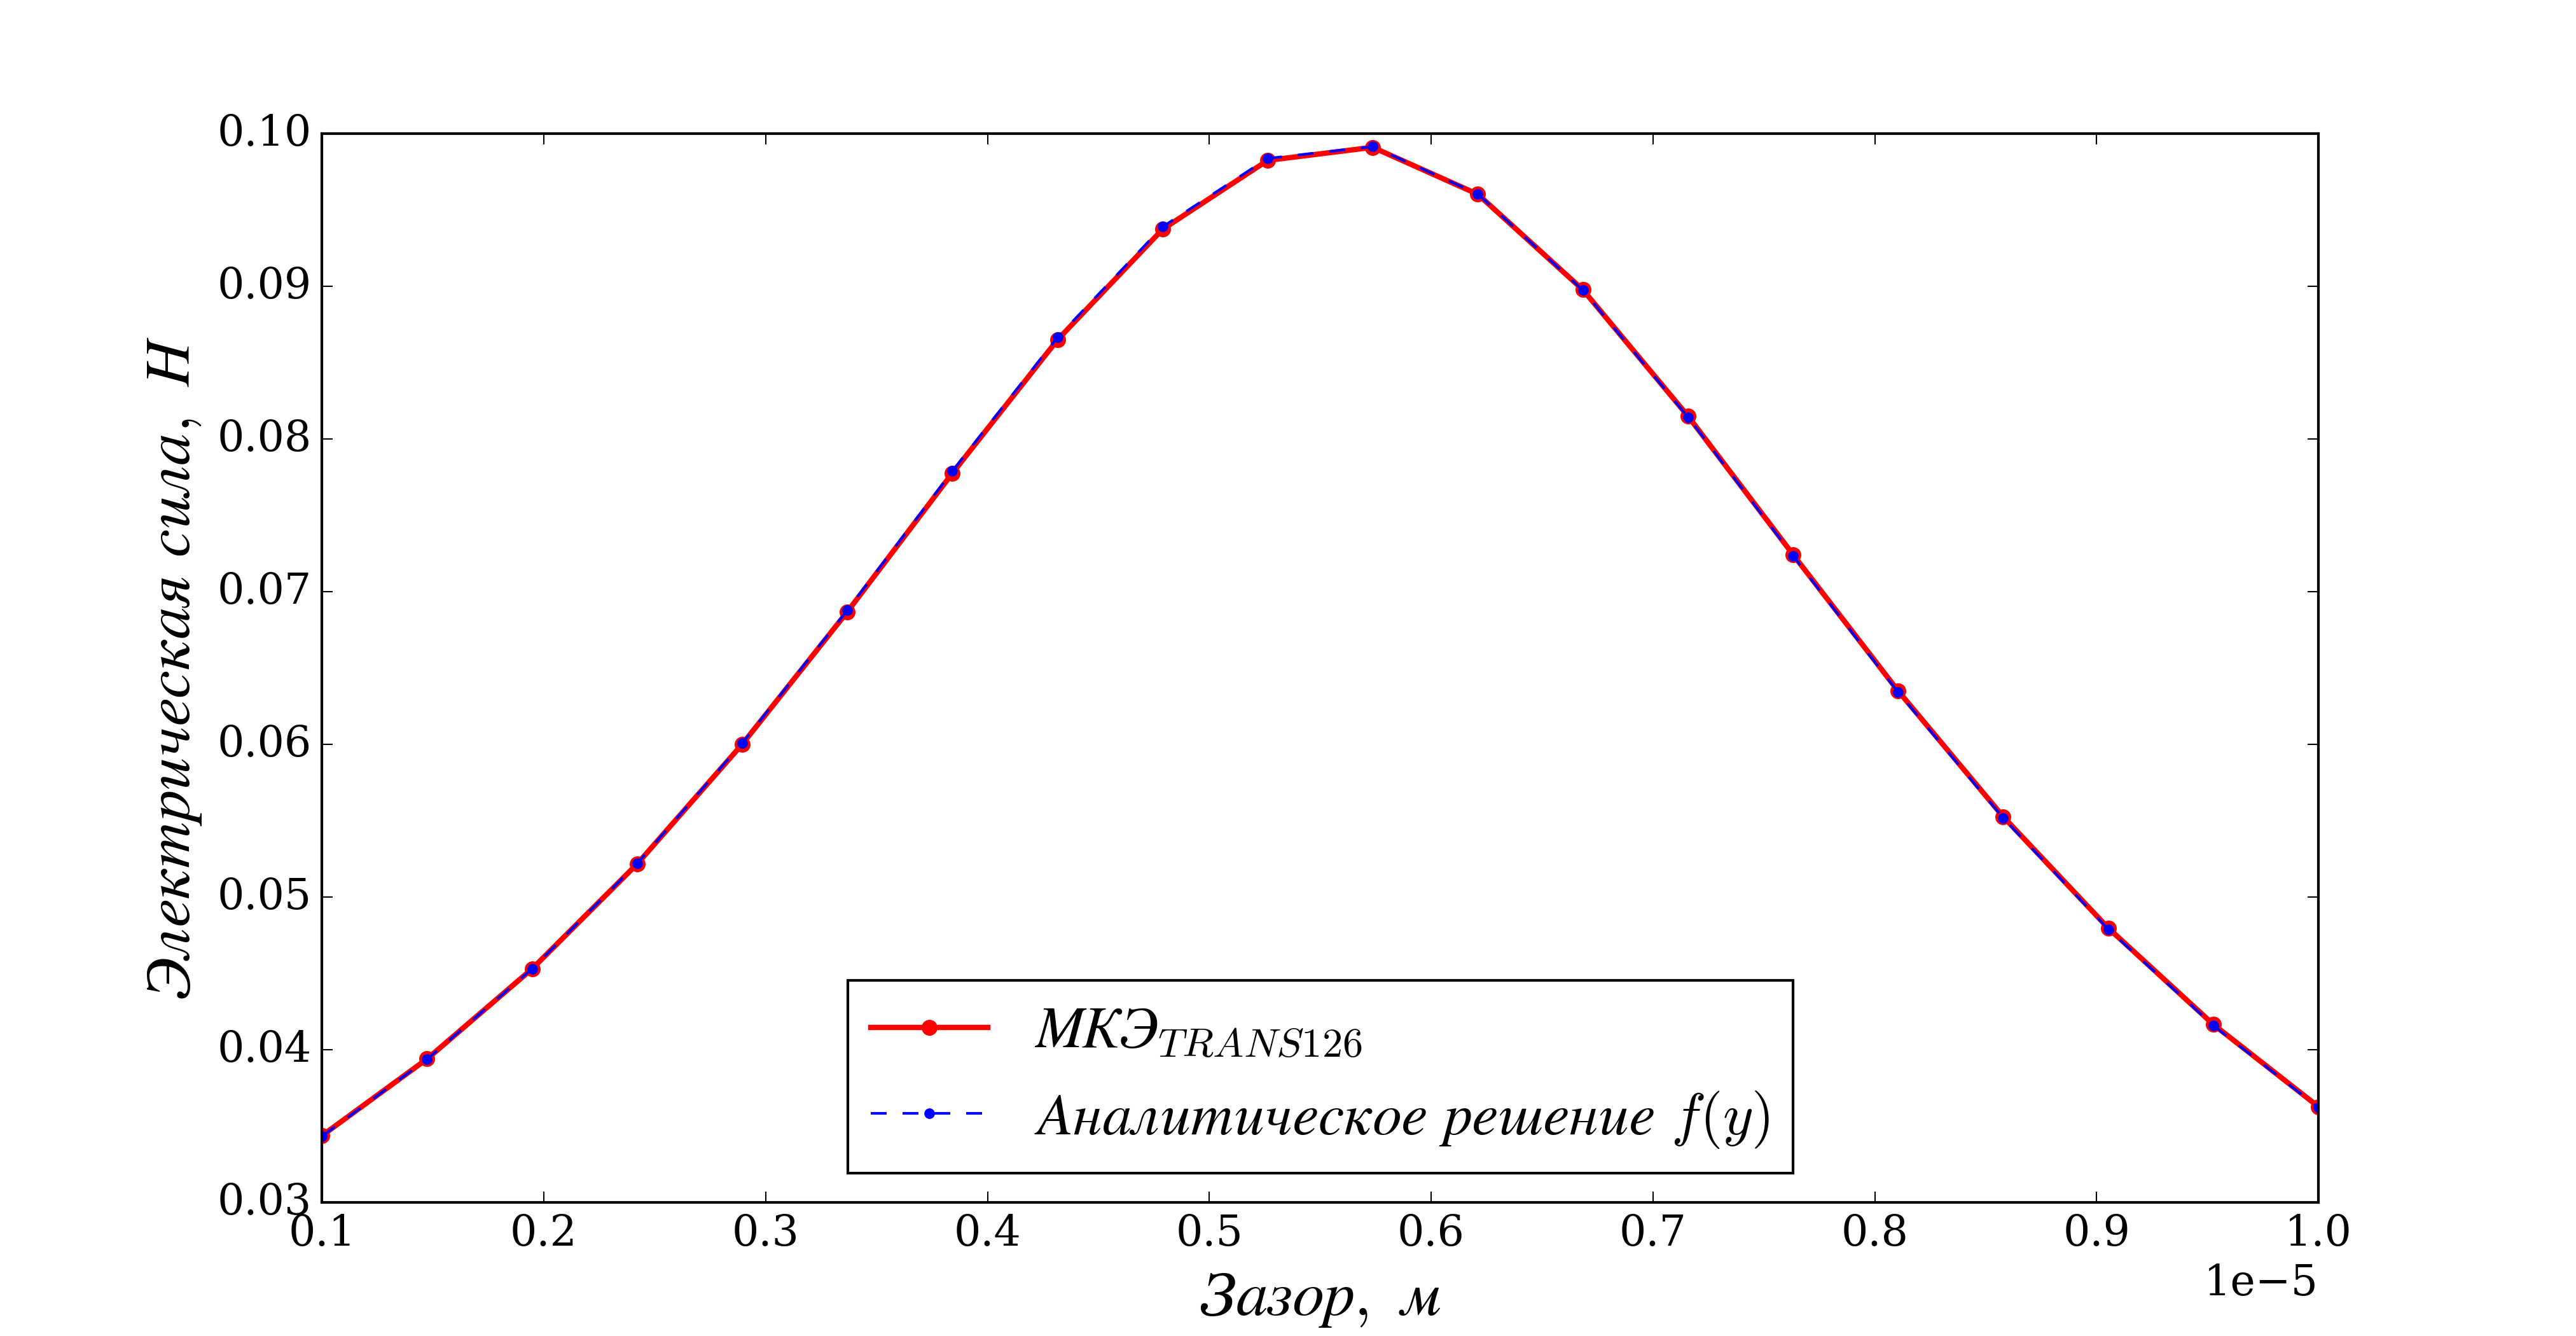 0.10
0.09
0.08
0.07
0.06
0.05
0.04
0.03
Электрическая сила, Н
МКЭ_{TRANS126}
Аналитическое решение f(y)
0.1 0.2 0.3 0.4 0.5 0.6 0.7 0.8 0.9 1.0
1e−5
Зазор, м